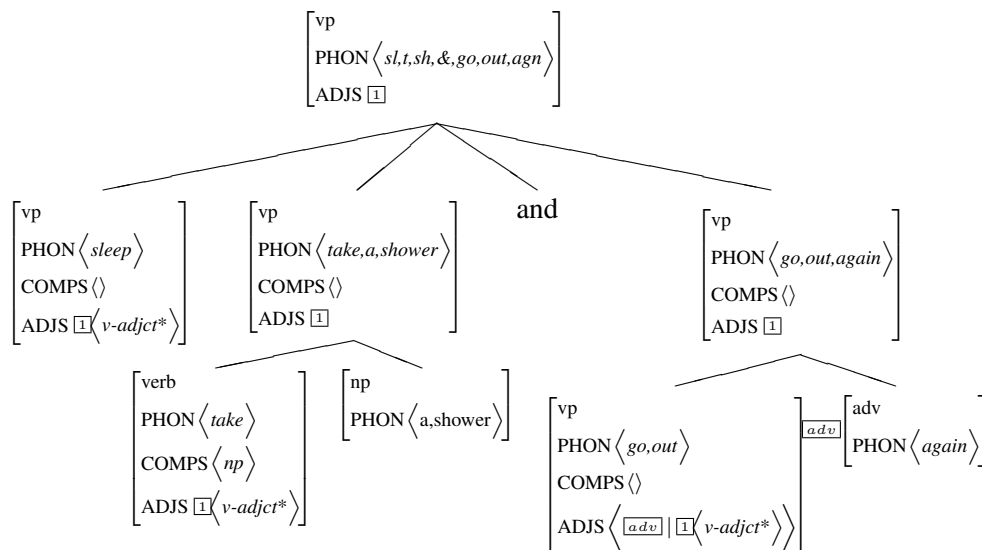 vp
PHON⟨sl,t,sh,&,go,out,agn⟩
ADJS 1
vp
PHON⟨sleep⟩
COMPS⟨⟩
ADJS 1⟨v-adjct*⟩
vp
PHON⟨take,a,shower⟩
COMPS⟨⟩
ADJS 1
and
vp
PHON⟨go,out,again⟩
COMPS⟨⟩
ADJS 1
verb
PHON⟨take⟩
COMPS⟨np⟩
ADJS 1⟨v-adjct*⟩
np
PHON⟨a,shower⟩
vp
PHON⟨go,out⟩
COMPS⟨⟩
ADJS⟨adv | 1⟨v-adjct*⟩⟩
adv
adv
PHON⟨again⟩